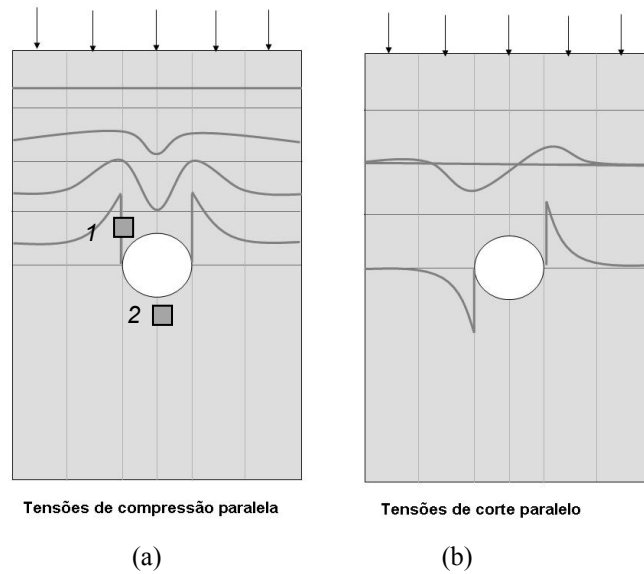 1
2
Tensões de compressão paralela
Tensões de corte paralelo
(a)
(b)